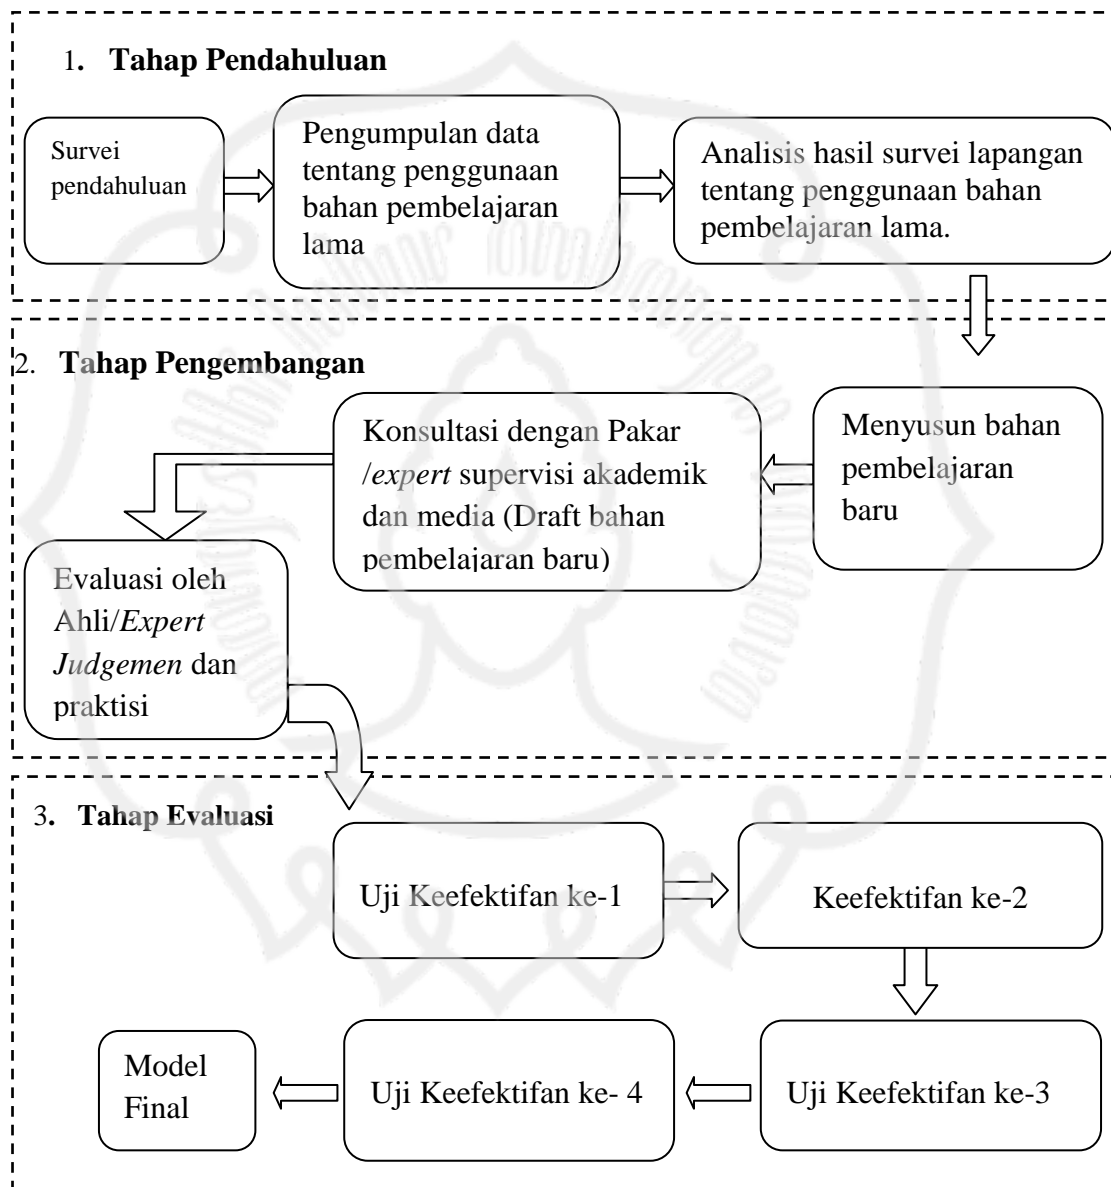 1. Tahap Pendahuluan
Survei
pendahuluan
Pengumpulan data
tentang penggunaan
bahan pembelajaran
lama
Analisis hasil survei lapangan
tentang penggunaan bahan
pembelajaran lama.
2. Tahap Pengembangan
Menyusun bahan
pembelajaran
baru
Konsultasi dengan Pakar
/expert supervisi akademik
dan media (Draft bahan
pembelajaran baru)
Evaluasi oleh
Ahli/Expert
Judgemen dan
praktisi
3. Tahap Evaluasi
Uji Keefektifan ke-1
Keefektifan ke-2
Uji Keefektifan ke-3
Uji Keefektifan ke- 4
Model
Final